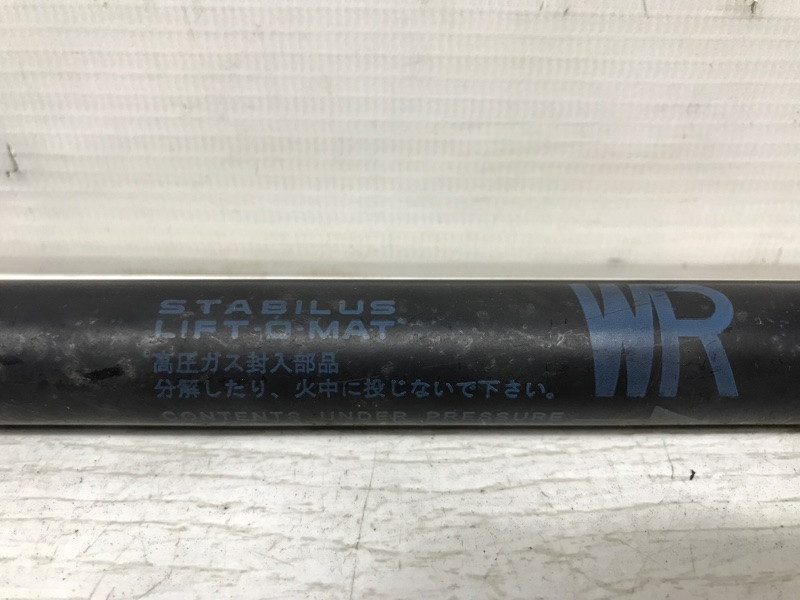 STABILUS
LIFT-O-MAT
高圧ガス封入部品
分解したり、火中に投じないで下さい。
CONTENTS UNDER PRESSURE
WR